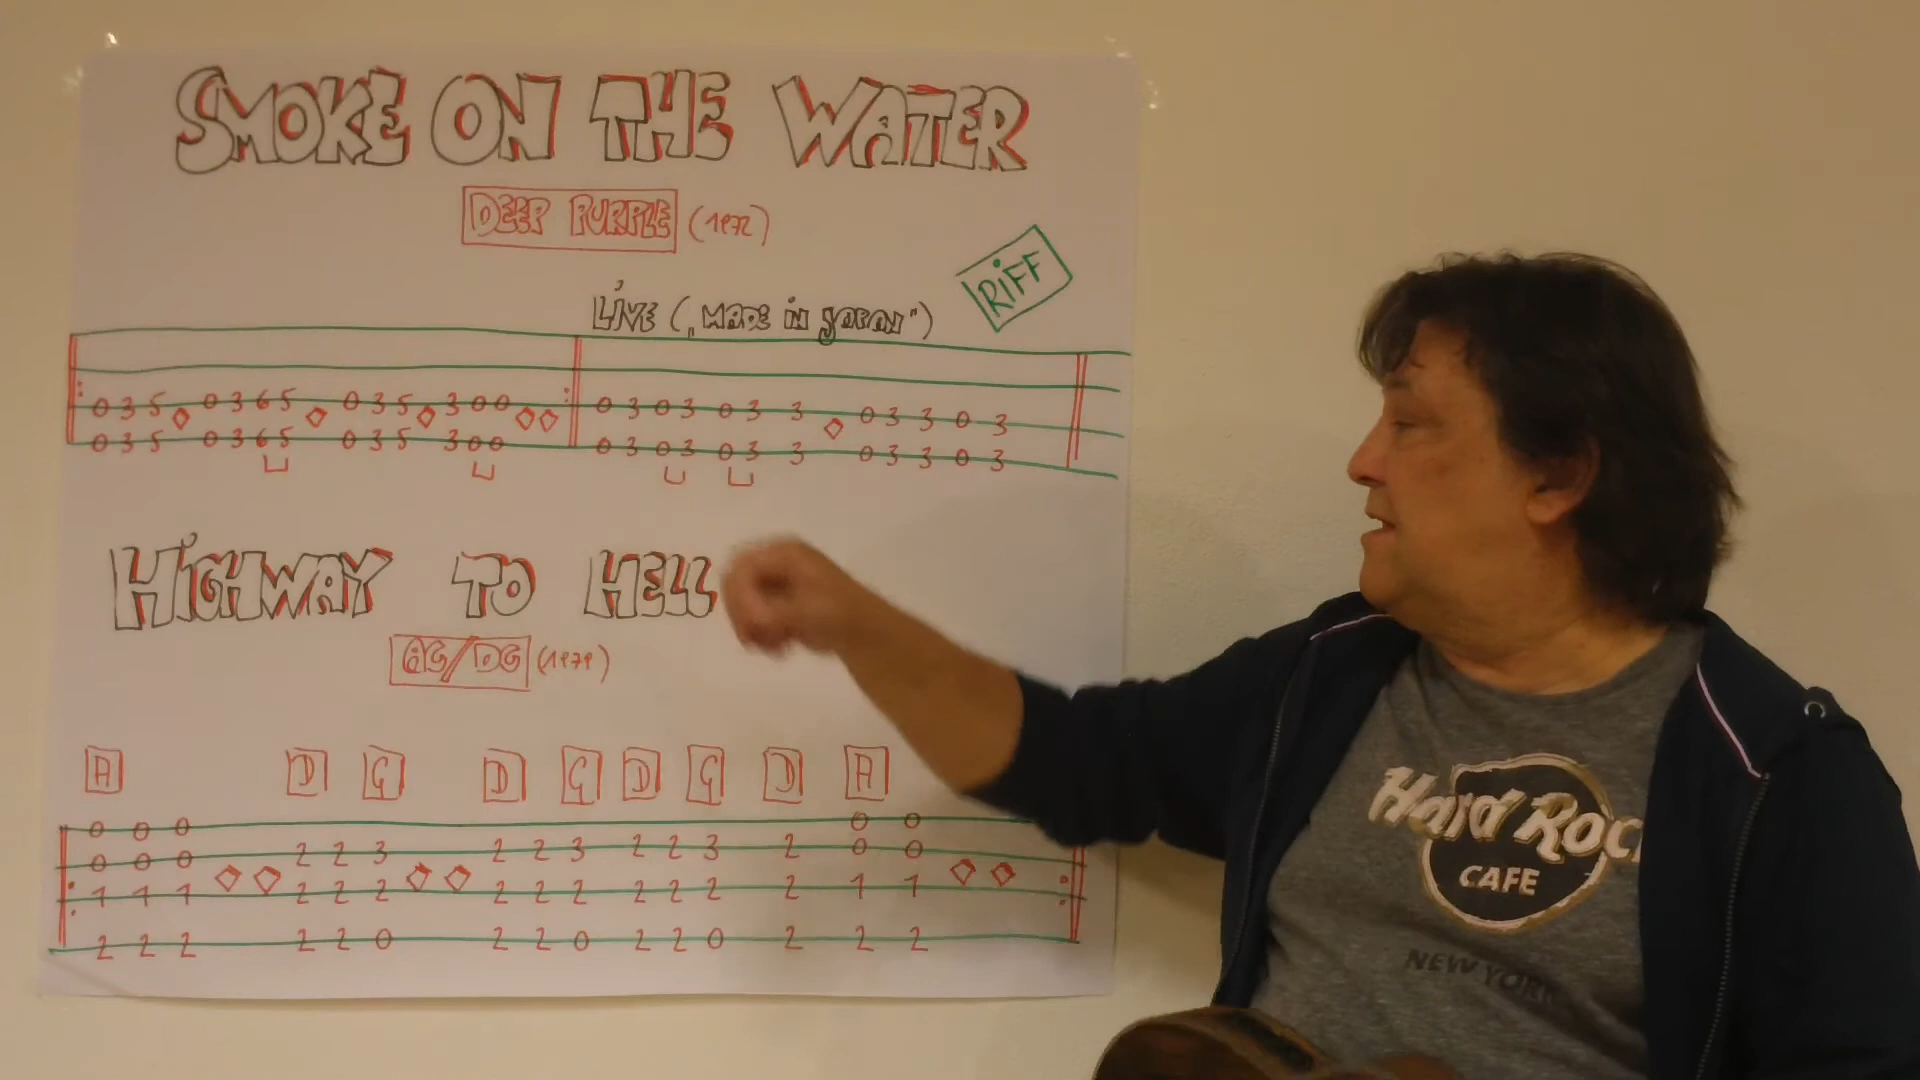 SMOKE ON THE WATER
DEEP PURPLE (1972)
RIFF
LIVE („MADE IN JAPAN")
0 3 5 0 3 6 5 0 3 5 3 0 0 0 3 0 3 0 3 3 0 3 3 0 3
0 3 5 0 3 6 5 0 3 5 3 0 0 0 3 0 3 0 3 3 0 3 3 0 3
HIGHWAY TO HELL
AC/DC (1979)
A D G D G D G D A
0 0 0 0 0
0 0 0 2 2 3 2 2 3 2 2 3 2 0 0
1 1 1 2 2 2 2 2 2 2 2 2 2 1 1
2 2 2 2 2 0 2 2 0 2 2 0 2 2 2
Hard Roc
CAFE
NEW YORK